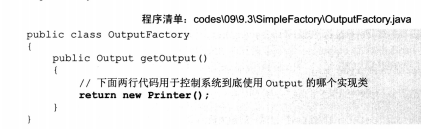 程序清单：codes\09\9.3\SimpleFactory\OutputFactory.java
public class OutputFactory
{
    public Output getOutput()
    {
        // 下面两行代码用于控制系统到底使用 Output 的哪个实现类
        return new Printer();
    }
}